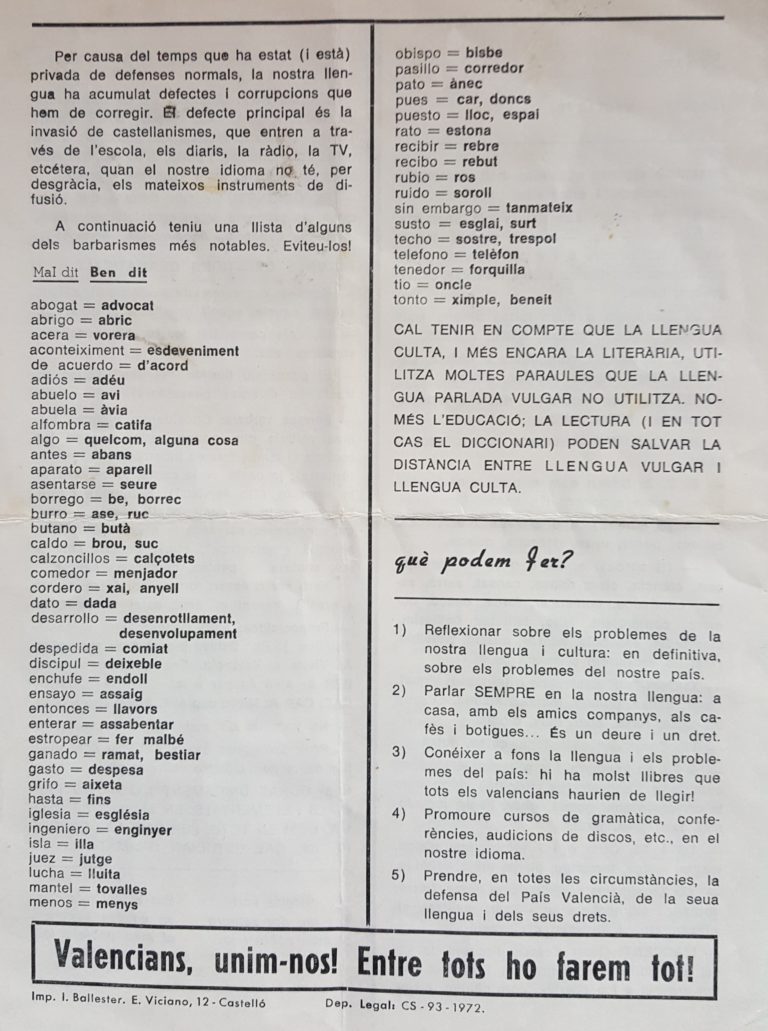 Per causa del temps que ha estat (i està)
privada de defenses normals, la nostra llen-
gua ha acumulat defectes i corrupcions que
hem de corregir. El defecte principal és la
invasió de castellanismes, que entren a tra-
vés de l'escola, els diaris, la ràdio, la TV,
etcétera, quan el nostre idioma no té, per
desgràcia, els mateixos instruments de di-
fusió.
A continuació teniu una llista d'alguns
dels barbarismes més notables. Eviteu-los!
Mal dit Ben dit
abogat = advocat
abrigo = abric
acera = vorera
aconteiximent = esdeveniment
de acuerdo = d'acord
adiós = adéu
abuelo = avi
abuela = àvia
alfombra = catifa
algo = quelcom, alguna cosa
antes = abans
aparato = aparell
asentarse = seure
borrego = be, borrec
burro = ase, ruc
butano = butà
caldo = brou, suc
calzoncillos = calçotets
comedor = menjador
cordero = xai, anyell
dato = dada
desarrollo = desenrotllament,
desenvolupament
despedida = comiat
discipul = deixeble
enchufe = endoll
ensayo = assaig
entonces = llavors
enterar = assabentar
estropear = fer malbé
ganado = ramat, bestiar
gasto = despesa
grifo = aixeta
hasta = fins
iglesia = església
ingeniero = enginyer
isla = illa
juez = jutge
lucha = lluita
mantel = tovalles
menos = menys
obispo = bisbe
pasillo = corredor
pato = ànec
pues = car, doncs
puesto = lloc, espai
rato = estona
recibir = rebre
recibo = rebut
rubio = ros
ruido = soroll
sin embargo = tanmateix
susto = esglai, surt
techo = sostre, trespol
telefono = telèfon
tenedor = forquilla
tio = oncle
tonto = ximple, beneit
CAL TENIR EN COMPTE QUE LA LLENGUA
CULTA, I MÉS ENCARA LA LITERÀRIA, UTI-
LITZA MOLTES PARAULES QUE LA LLEN-
GUA PARLADA VULGAR NO UTILITZA. NO-
MÉS L'EDUCACIÓ; LA LECTURA (I EN TOT
CAS EL DICCIONARI) PODEN SALVAR LA
DISTÀNCIA ENTRE LLENGUA VULGAR I
LLENGUA CULTA.
què podem fer?
1) Reflexionar sobre els problemes de la
nostra llengua i cultura: en definitiva,
sobre els problemes del nostre país.
2) Parlar SEMPRE en la nostra llengua: a
casa, amb els amics companys, als ca-
fès i botigues... És un deure i un dret.
3) Conéixer a fons la llengua i els proble-
mes del país: hi ha molst llibres que
tots els valencians haurien de llegir!
4) Promoure cursos de gramàtica, confe-
rències, audicions de discos, etc., en el
nostre idioma.
5) Prendre, en totes les circumstàncies, la
defensa del País Valencià, de la seua
llengua i dels seus drets.
Valencians, unim-nos! Entre tots ho farem tot!
Imp. I. Ballester. E. Viciano, 12 - Castelló Dep. Legal: CS - 93 - 1972.